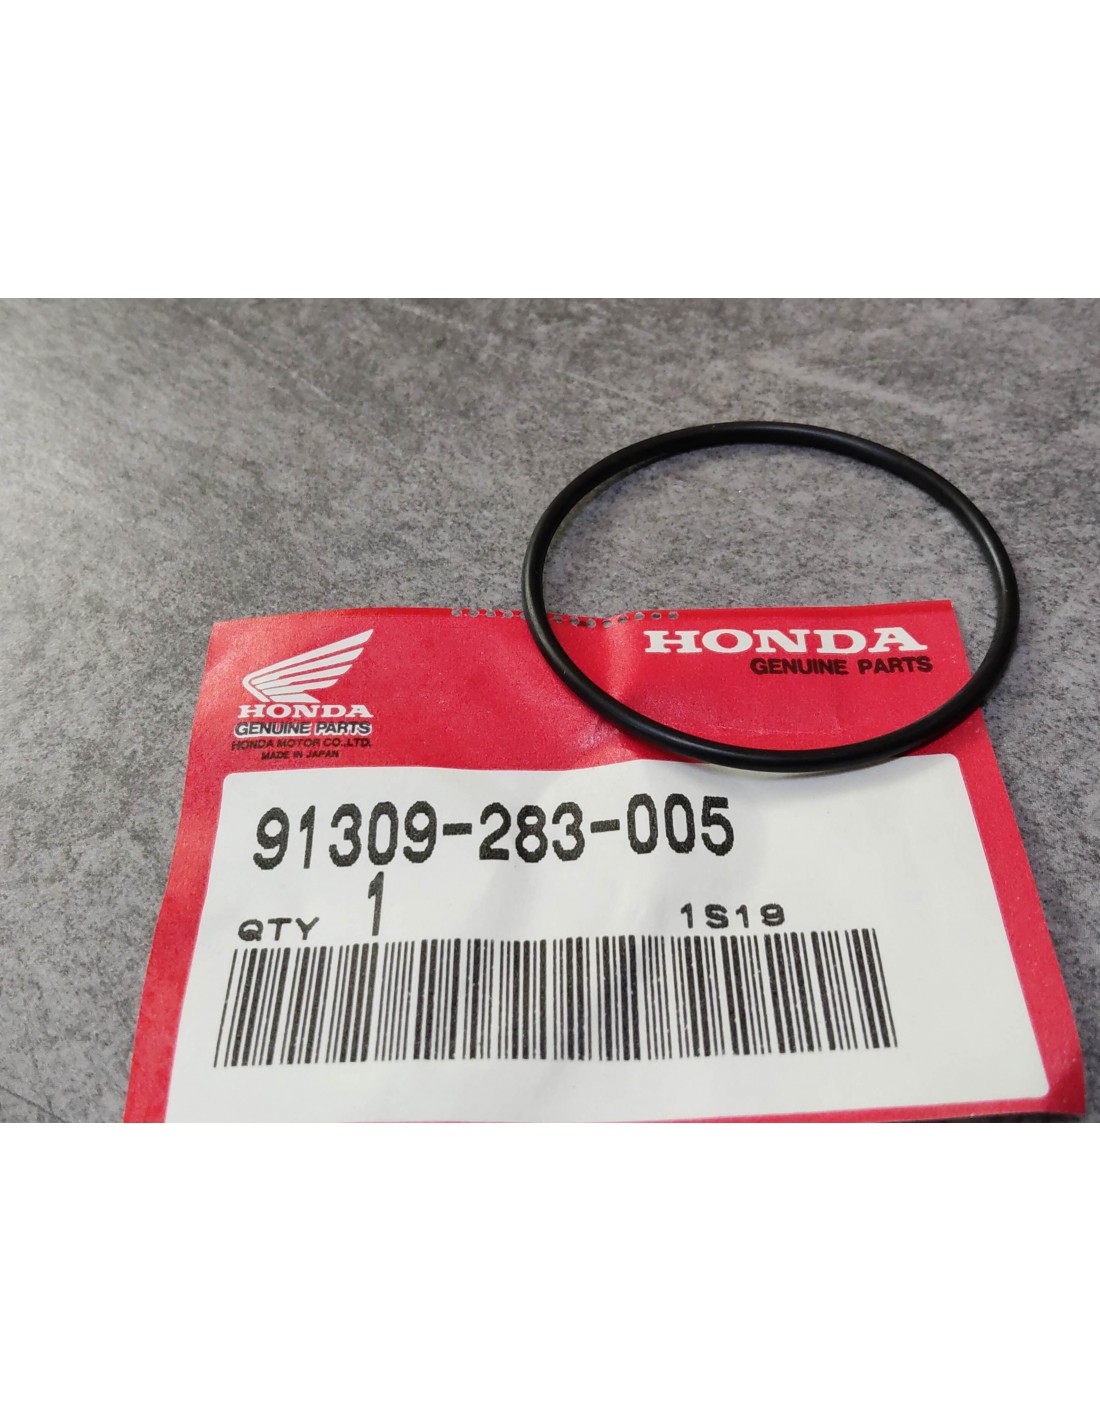 HONDA
GENUINE PARTS
HONDA
GENUINE PARTS
HONDA MOTOR CO.,LTD.
MADE IN JAPAN
91309-283-005
QTY 1 1S19